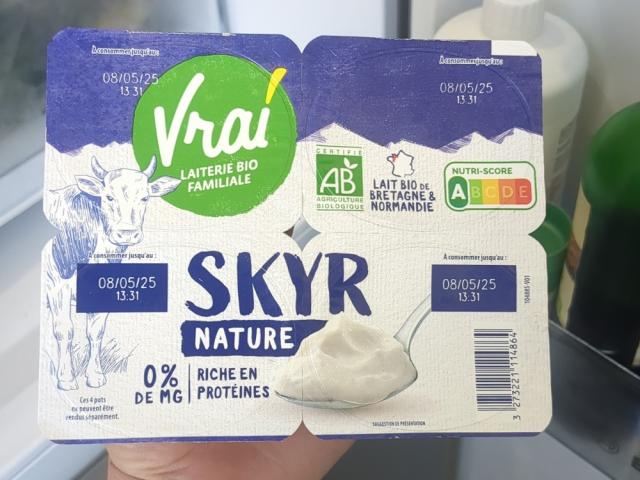 À consommer jusqu'au :
08/05/25
13:31
À consommer jusqu'au :
08/05/25
13:31
Vrai
LAITERIE BIO
FAMILIALE
CERTIFIÉ
AB
AGRICULTURE
BIOLOGIQUE
LAIT BIO DE
BRETAGNE &
NORMANDIE
NUTRI-SCORE
A B C D E
À consommer jusqu'au :
08/05/25
13:31
À consommer jusqu'au :
08/05/25
13:31
SKYR
NATURE
0%
DE MG
RICHE EN
PROTÉINES
Ces 4 pots
ne peuvent être
vendus séparément.
SUGGESTION DE PRÉSENTATION
3 273221 114864